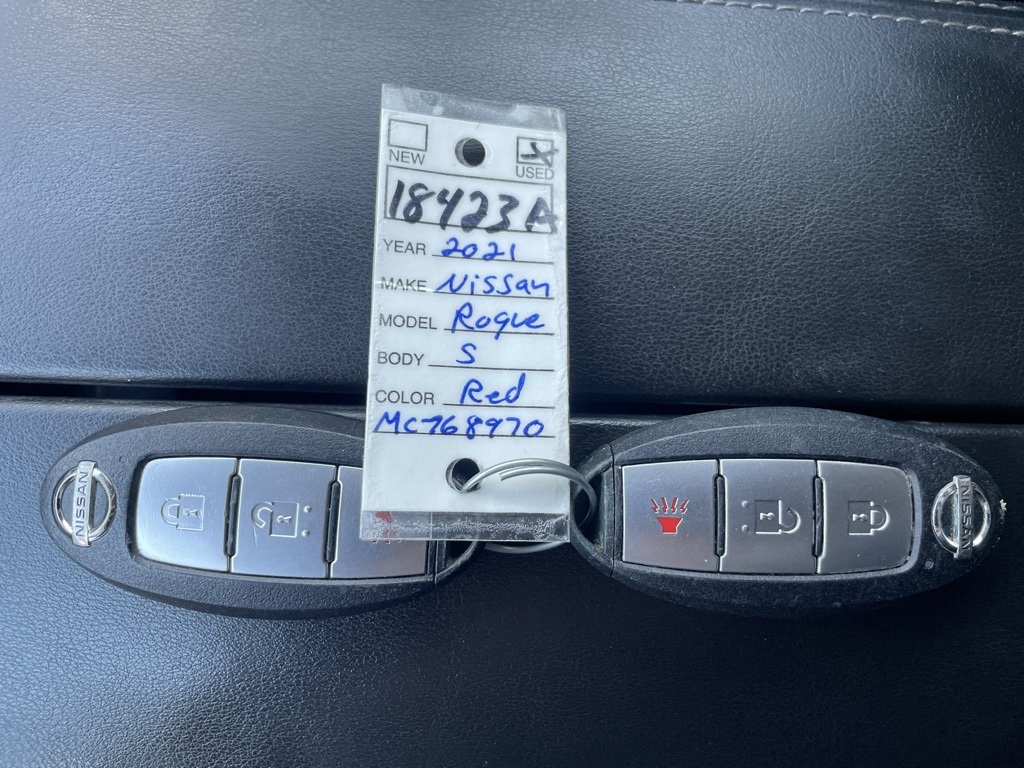 NEW
USED
18423A
YEAR 2021
MAKE Nissan
MODEL Rogue
BODY S
COLOR Red
MC768970
NISSAN
NISSAN